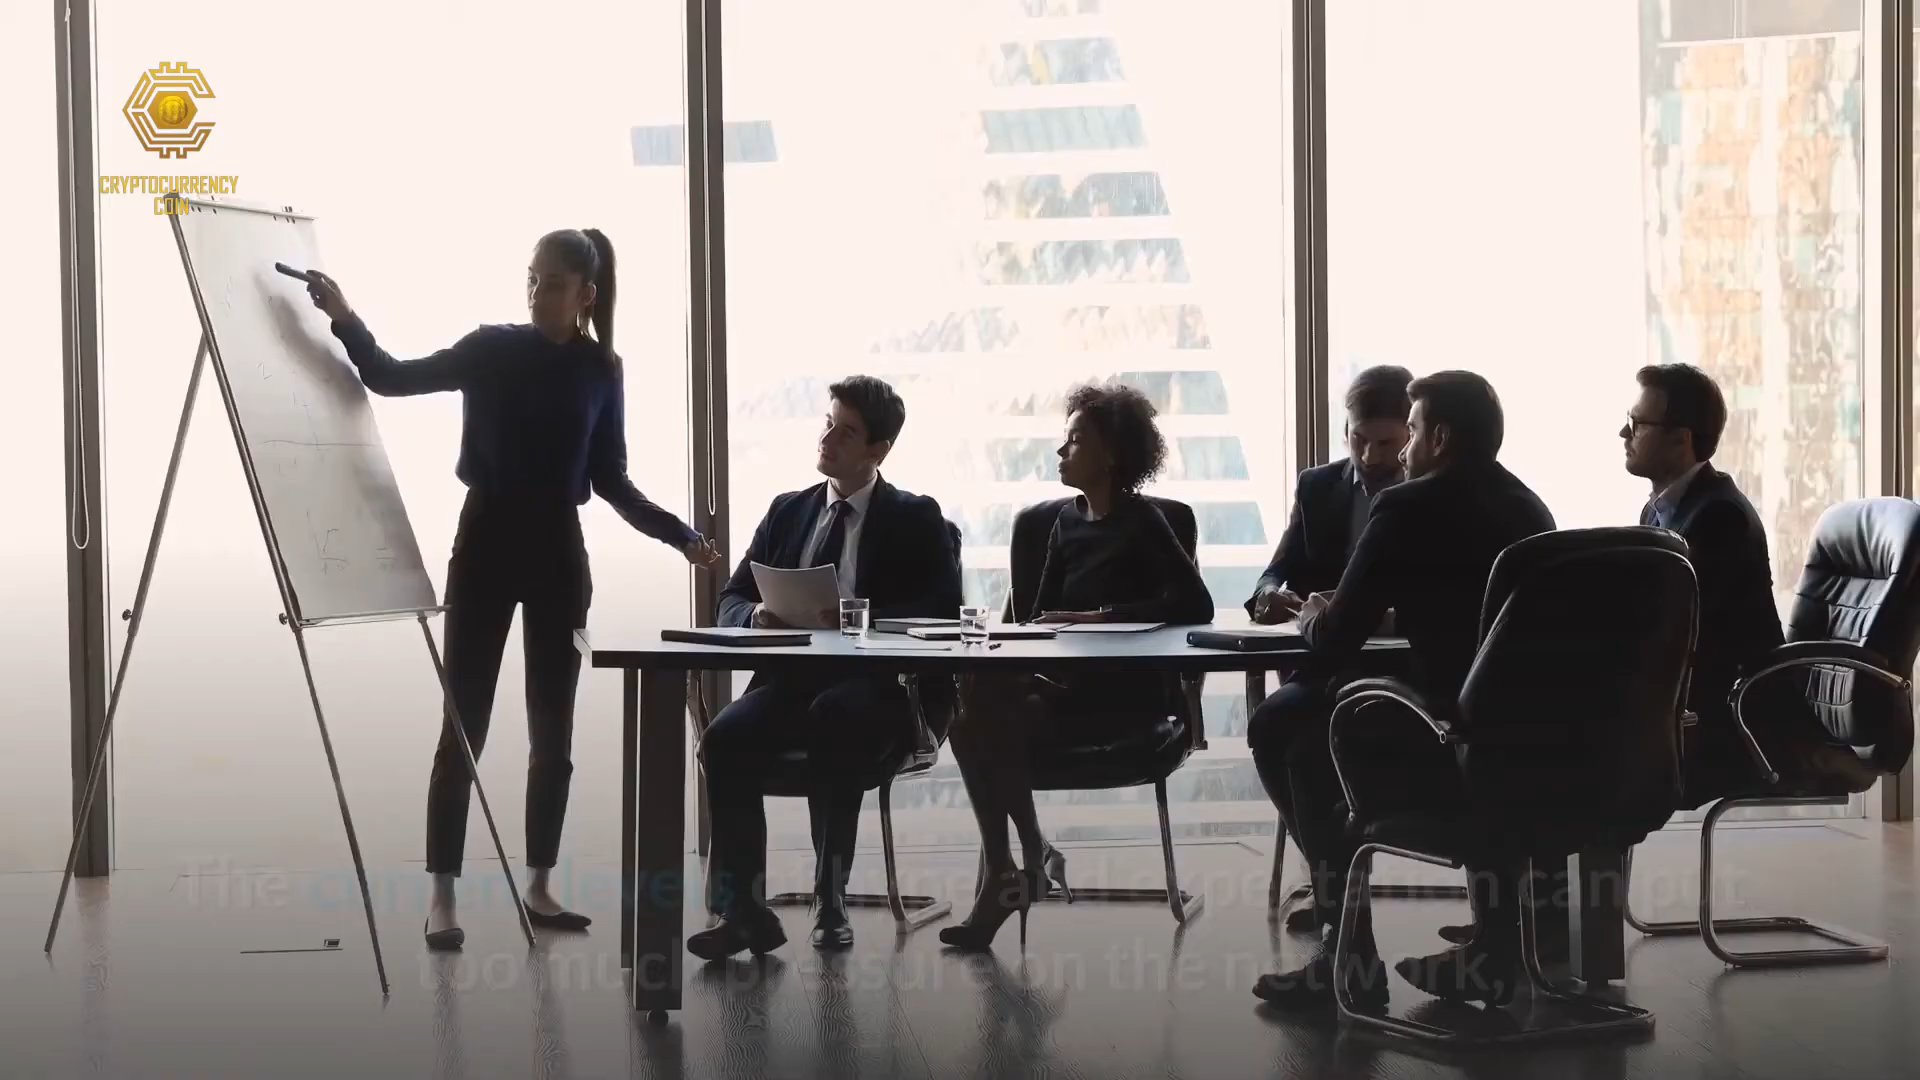 CRYPTOCURRENCY
COIN
The current levels of hype and expectation can put
too much pressure on the network,